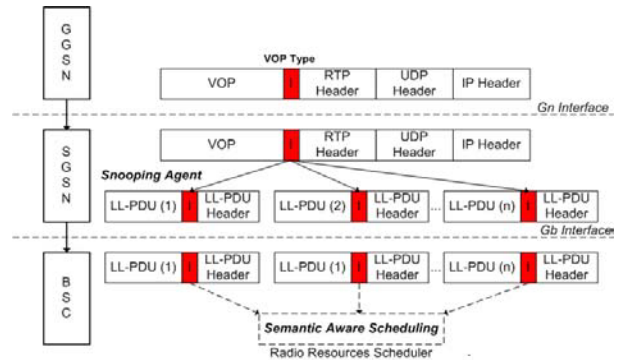 GGSN
VOP Type
VOP I RTP Header UDP Header IP Header
Gn Interface
SGSN
VOP I RTP Header UDP Header IP Header
Snooping Agent
LL-PDU (1) I LL-PDU Header LL-PDU (2) I LL-PDU Header ... LL-PDU (n) I LL-PDU Header
Gb Interface
BSC
LL-PDU (1) I LL-PDU Header LL-PDU (1) I LL-PDU Header ... LL-PDU (n) I LL-PDU Header
Semantic Aware Scheduling
Radio Resources Scheduler